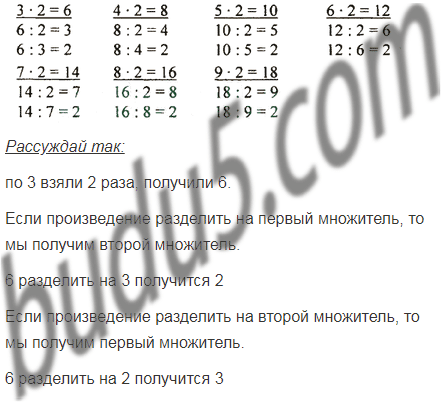 3 · 2 = 6 4 · 2 = 8 5 · 2 = 10 6 · 2 = 12
6 : 2 = 3 8 : 2 = 4 10 : 2 = 5 12 : 2 = 6
6 : 3 = 2 8 : 4 = 2 10 : 5 = 2 12 : 6 = 2
7 · 2 = 14 8 · 2 = 16 9 · 2 = 18
14 : 2 = 7 16 : 2 = 8 18 : 2 = 9
14 : 7 = 2 16 : 8 = 2 18 : 9 = 2
Рассуждай так:
по 3 взяли 2 раза, получили 6.
Если произведение разделить на первый множитель, то
мы получим второй множитель.
6 разделить на 3 получится 2
Если произведение разделить на второй множитель, то
мы получим первый множитель.
6 разделить на 2 получится 3
budu5.com